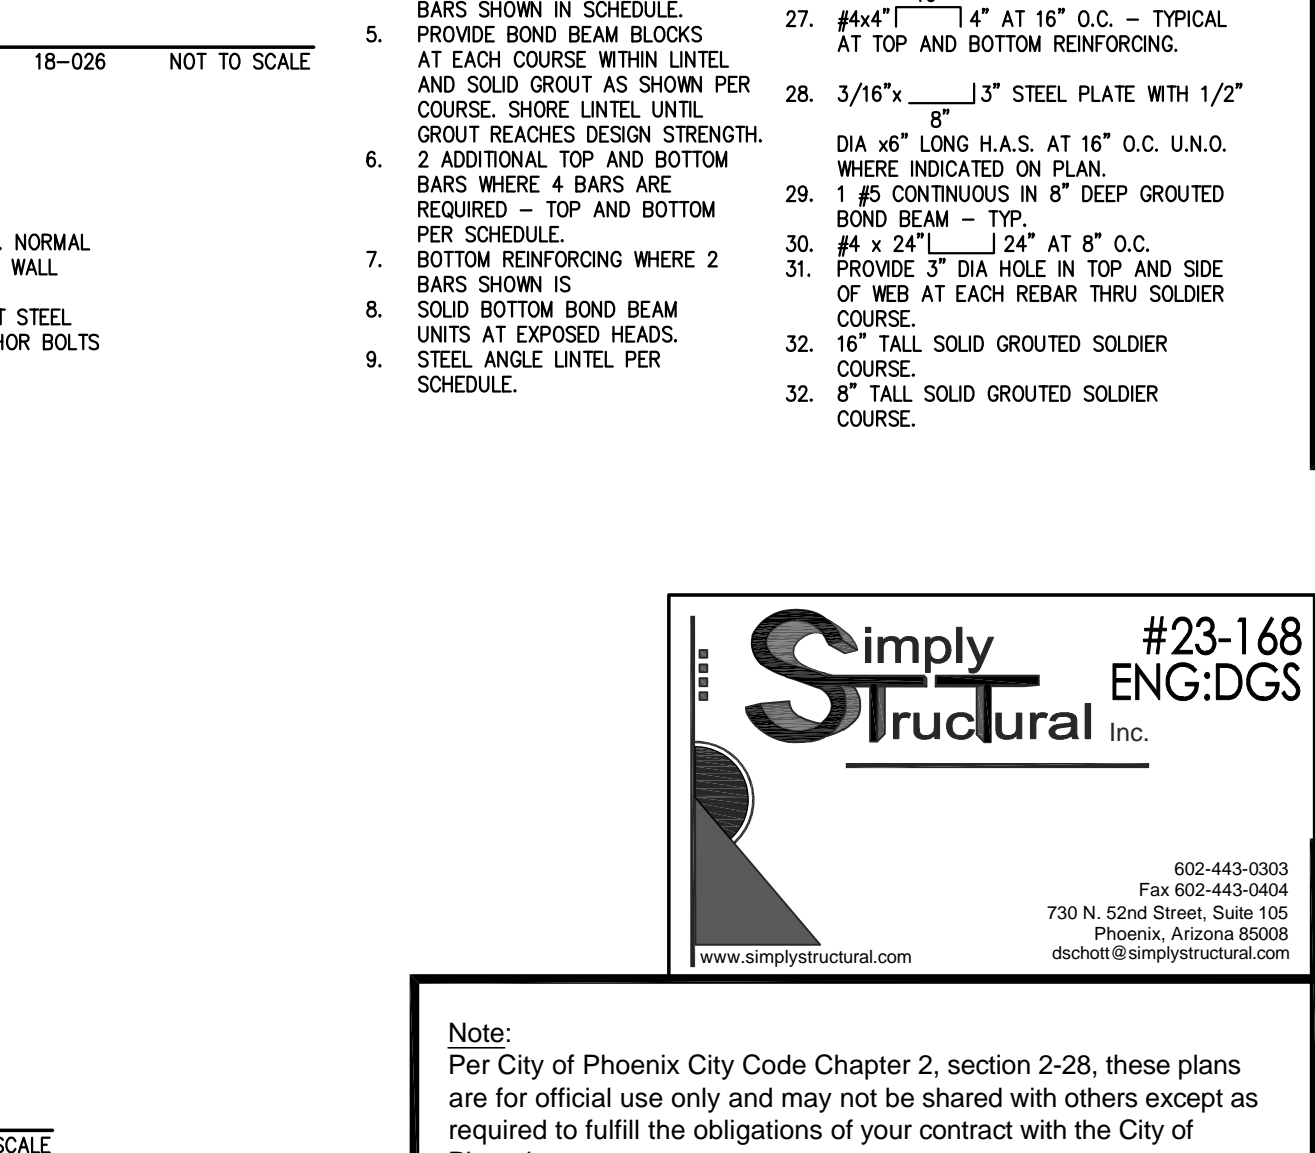 18-026 NOT TO SCALE
. NORMAL
WALL
T STEEL
HOR BOLTS
BARS SHOWN IN SCHEDULE.
5. PROVIDE BOND BEAM BLOCKS
AT EACH COURSE WITHIN LINTEL
AND SOLID GROUT AS SHOWN PER
COURSE. SHORE LINTEL UNTIL
GROUT REACHES DESIGN STRENGTH.
6. 2 ADDITIONAL TOP AND BOTTOM
BARS WHERE 4 BARS ARE
REQUIRED – TOP AND BOTTOM
PER SCHEDULE.
7. BOTTOM REINFORCING WHERE 2
BARS SHOWN IS
8. SOLID BOTTOM BOND BEAM
UNITS AT EXPOSED HEADS.
9. STEEL ANGLE LINTEL PER
SCHEDULE.
27. #4x4" 4" AT 16" O.C. – TYPICAL
AT TOP AND BOTTOM REINFORCING.
28. 3/16"x 3" STEEL PLATE WITH 1/2"
8"
DIA x6" LONG H.A.S. AT 16" O.C. U.N.O.
WHERE INDICATED ON PLAN.
29. 1 #5 CONTINUOUS IN 8" DEEP GROUTED
BOND BEAM – TYP.
30. #4 x 24" 24" AT 8" O.C.
31. PROVIDE 3" DIA HOLE IN TOP AND SIDE
OF WEB AT EACH REBAR THRU SOLDIER
COURSE.
32. 16" TALL SOLID GROUTED SOLDIER
COURSE.
32. 8" TALL SOLID GROUTED SOLDIER
COURSE.
Simply
Structural Inc.
#23-168
ENG:DGS
602-443-0303
Fax 602-443-0404
730 N. 52nd Street, Suite 105
Phoenix, Arizona 85008
www.simplystructural.com dschott@simplystructural.com
Note:
Per City of Phoenix City Code Chapter 2, section 2-28, these plans
are for official use only and may not be shared with others except as
required to fulfill the obligations of your contract with the City of
SCALE